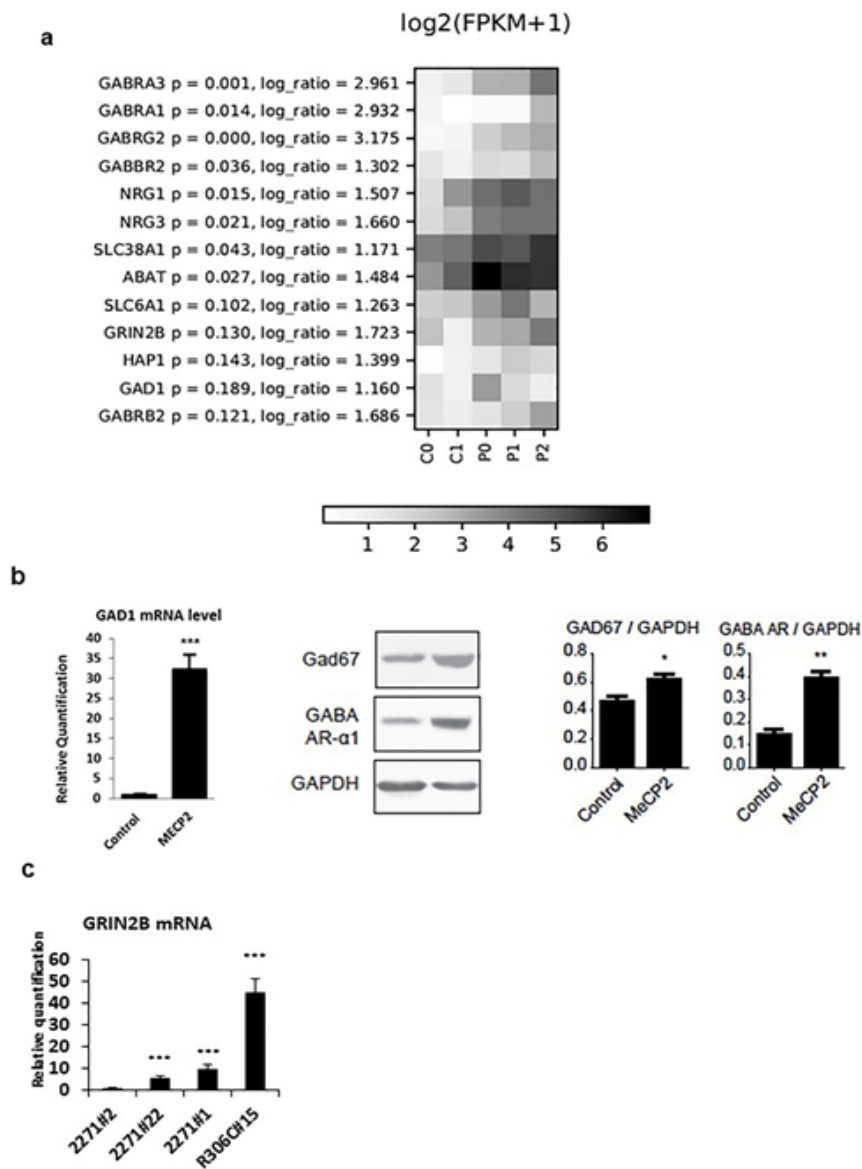 a
log2(FPKM+1)
GABRA3 p = 0.001, log_ratio = 2.961
GABRA1 p = 0.014, log_ratio = 2.932
GABRG2 p = 0.000, log_ratio = 3.175
GABBR2 p = 0.036, log_ratio = 1.302
NRG1 p = 0.015, log_ratio = 1.507
NRG3 p = 0.021, log_ratio = 1.660
SLC38A1 p = 0.043, log_ratio = 1.171
ABAT p = 0.027, log_ratio = 1.484
SLC6A1 p = 0.102, log_ratio = 1.263
GRIN2B p = 0.130, log_ratio = 1.723
HAP1 p = 0.143, log_ratio = 1.399
GAD1 p = 0.189, log_ratio = 1.160
GABRB2 p = 0.121, log_ratio = 1.686
C0 C1 P0 P1 P2
1 2 3 4 5 6
b
GAD1 mRNA level
Relative Quantification
40
35
30
25
20
15
10
5
0
***
Control MECP2
Gad67
GABA
AR-α1
GAPDH
GAD67 / GAPDH
0.8
0.6
0.4
0.2
0.0
*
Control MeCP2
GABA AR / GAPDH
0.5
0.4
0.3
0.2
0.1
0.0
**
Control MeCP2
c
GRIN2B mRNA
Relative quantification
60
50
40
30
20
10
0
*** *** ***
2271#2 2271#22 2271#1 R306C#15